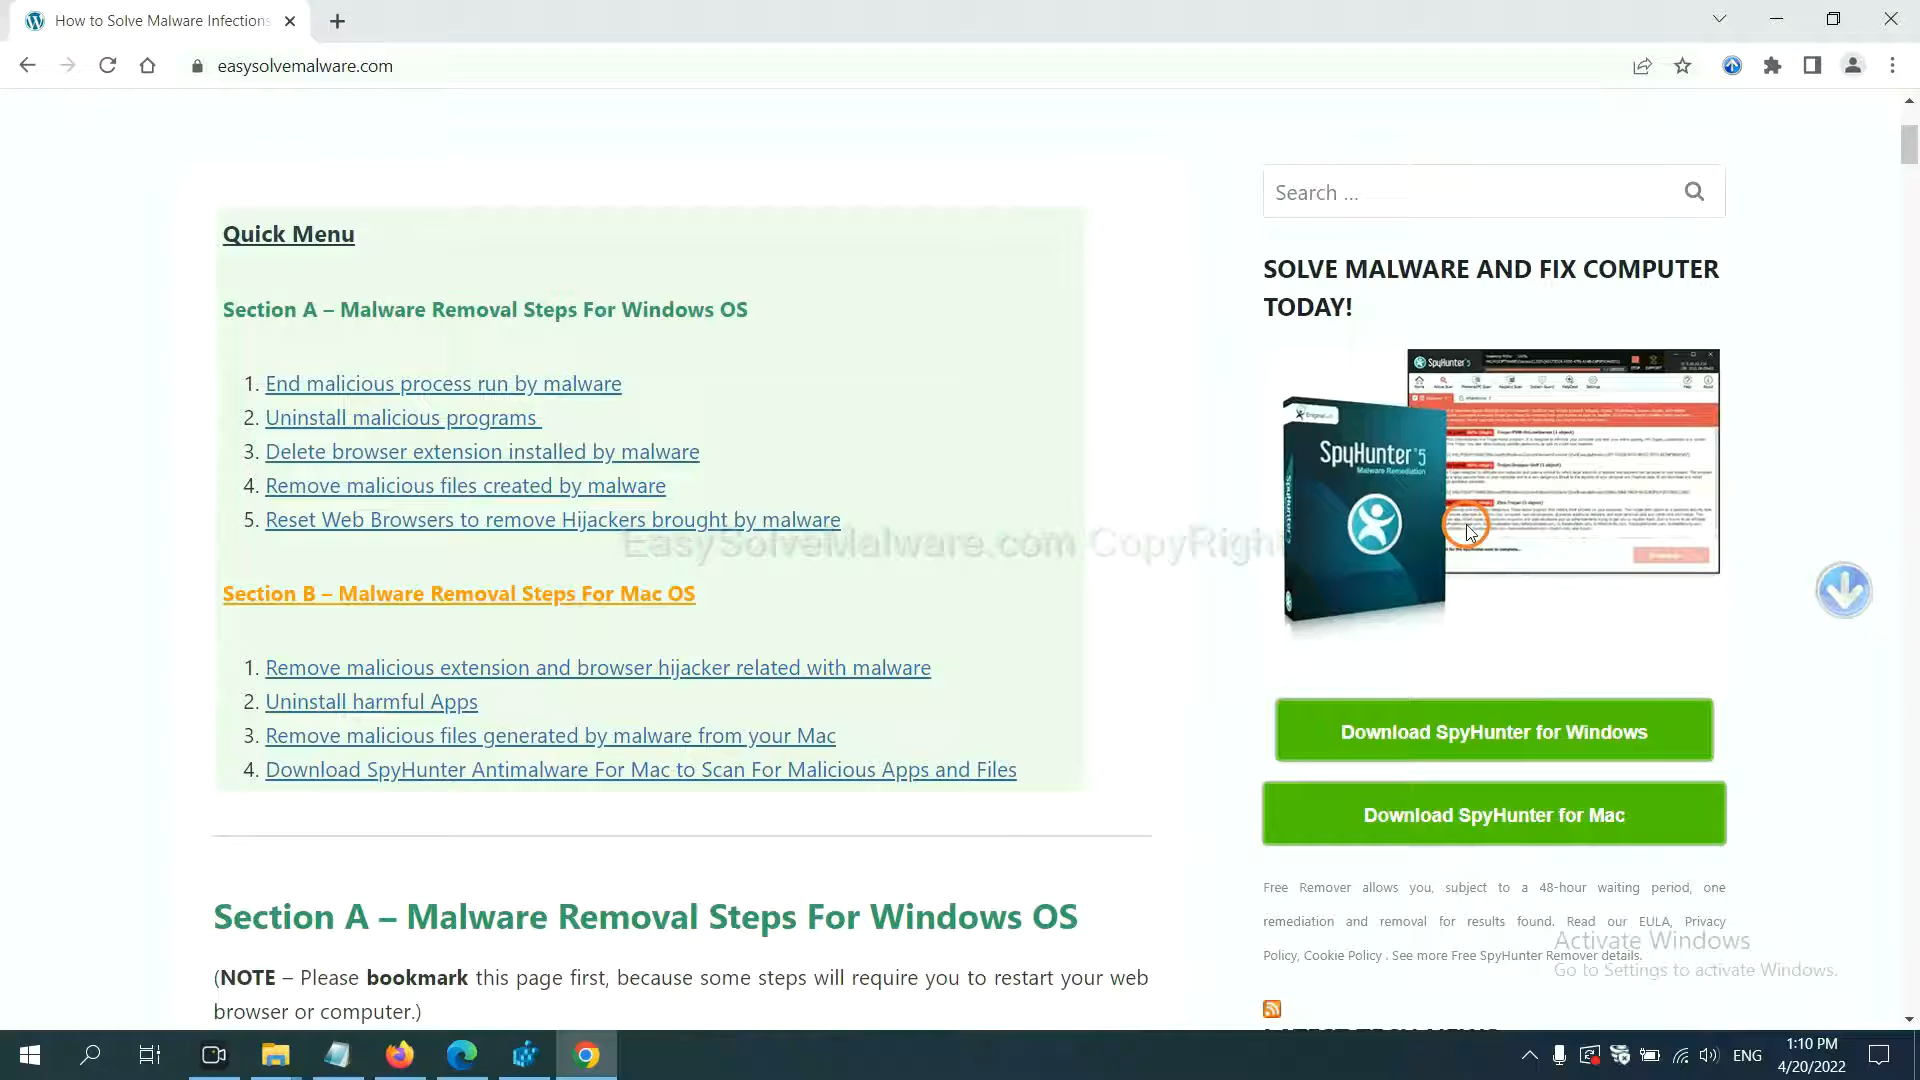 How to Solve Malware Infections
easysolvemalware.com
Search ...
Quick Menu
Section A – Malware Removal Steps For Windows OS
1. End malicious process run by malware
2. Uninstall malicious programs
3. Delete browser extension installed by malware
4. Remove malicious files created by malware
5. Reset Web Browsers to remove Hijackers brought by malware
EasySolveMalware.com CopyRight
Section B – Malware Removal Steps For Mac OS
1. Remove malicious extension and browser hijacker related with malware
2. Uninstall harmful Apps
3. Remove malicious files generated by malware from your Mac
4. Download SpyHunter Antimalware For Mac to Scan For Malicious Apps and Files
Section A – Malware Removal Steps For Windows OS
(NOTE – Please bookmark this page first, because some steps will require you to restart your web
browser or computer.)
SOLVE MALWARE AND FIX COMPUTER
TODAY!
SpyHunter 5
SpyHunter 5
Malware Remediation
Download SpyHunter for Windows
Download SpyHunter for Mac
Free Remover allows you, subject to a 48-hour waiting period, one
remediation and removal for results found. Read our EULA, Privacy
Policy, Cookie Policy . See more Free SpyHunter Remover details.
Activate Windows
Go to Settings to activate Windows.
LATEST TECH NEWS
ENG
1:10 PM
4/20/2022